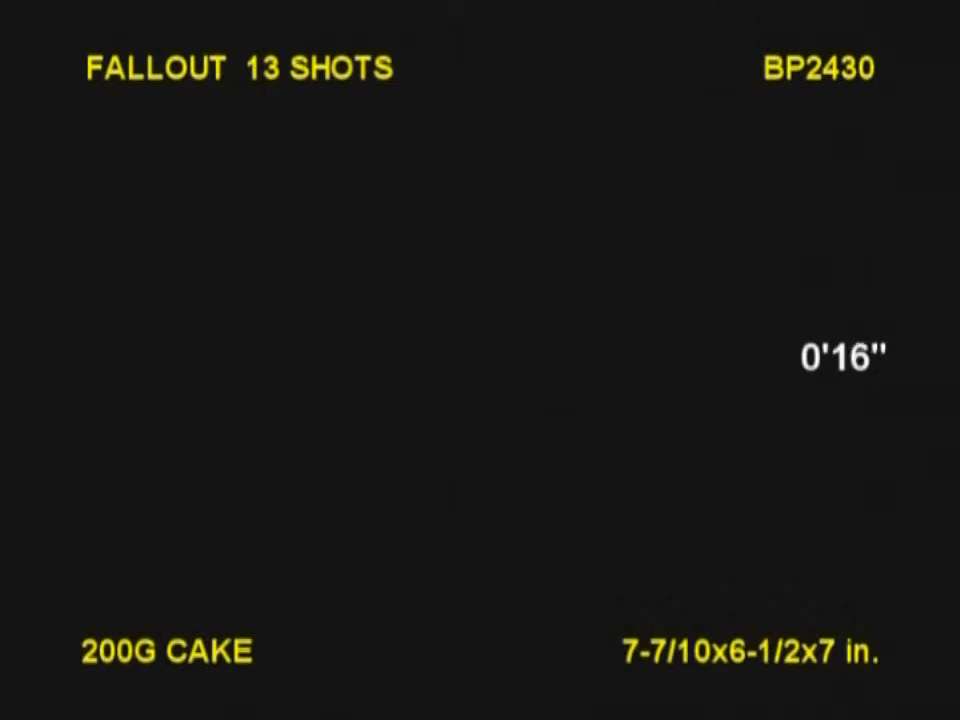 FALLOUT 13 SHOTS
BP2430
0'16"
200G CAKE
7-7/10x6-1/2x7 in.